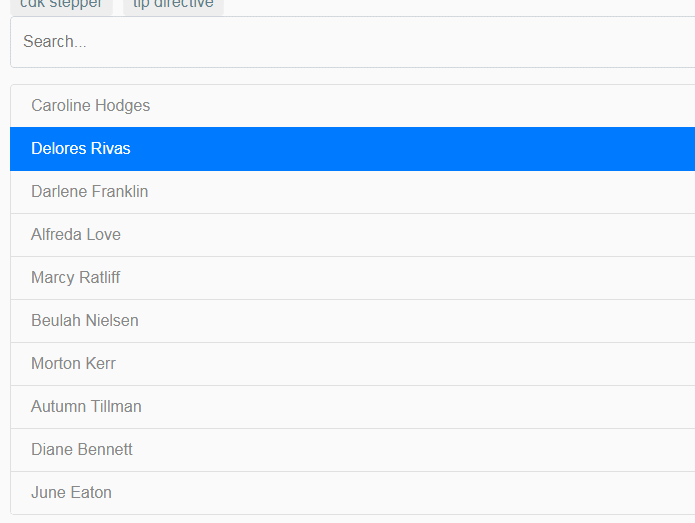 cdk stepper tip directive
Search...
Caroline Hodges
Delores Rivas
Darlene Franklin
Alfreda Love
Marcy Ratliff
Beulah Nielsen
Morton Kerr
Autumn Tillman
Diane Bennett
June Eaton